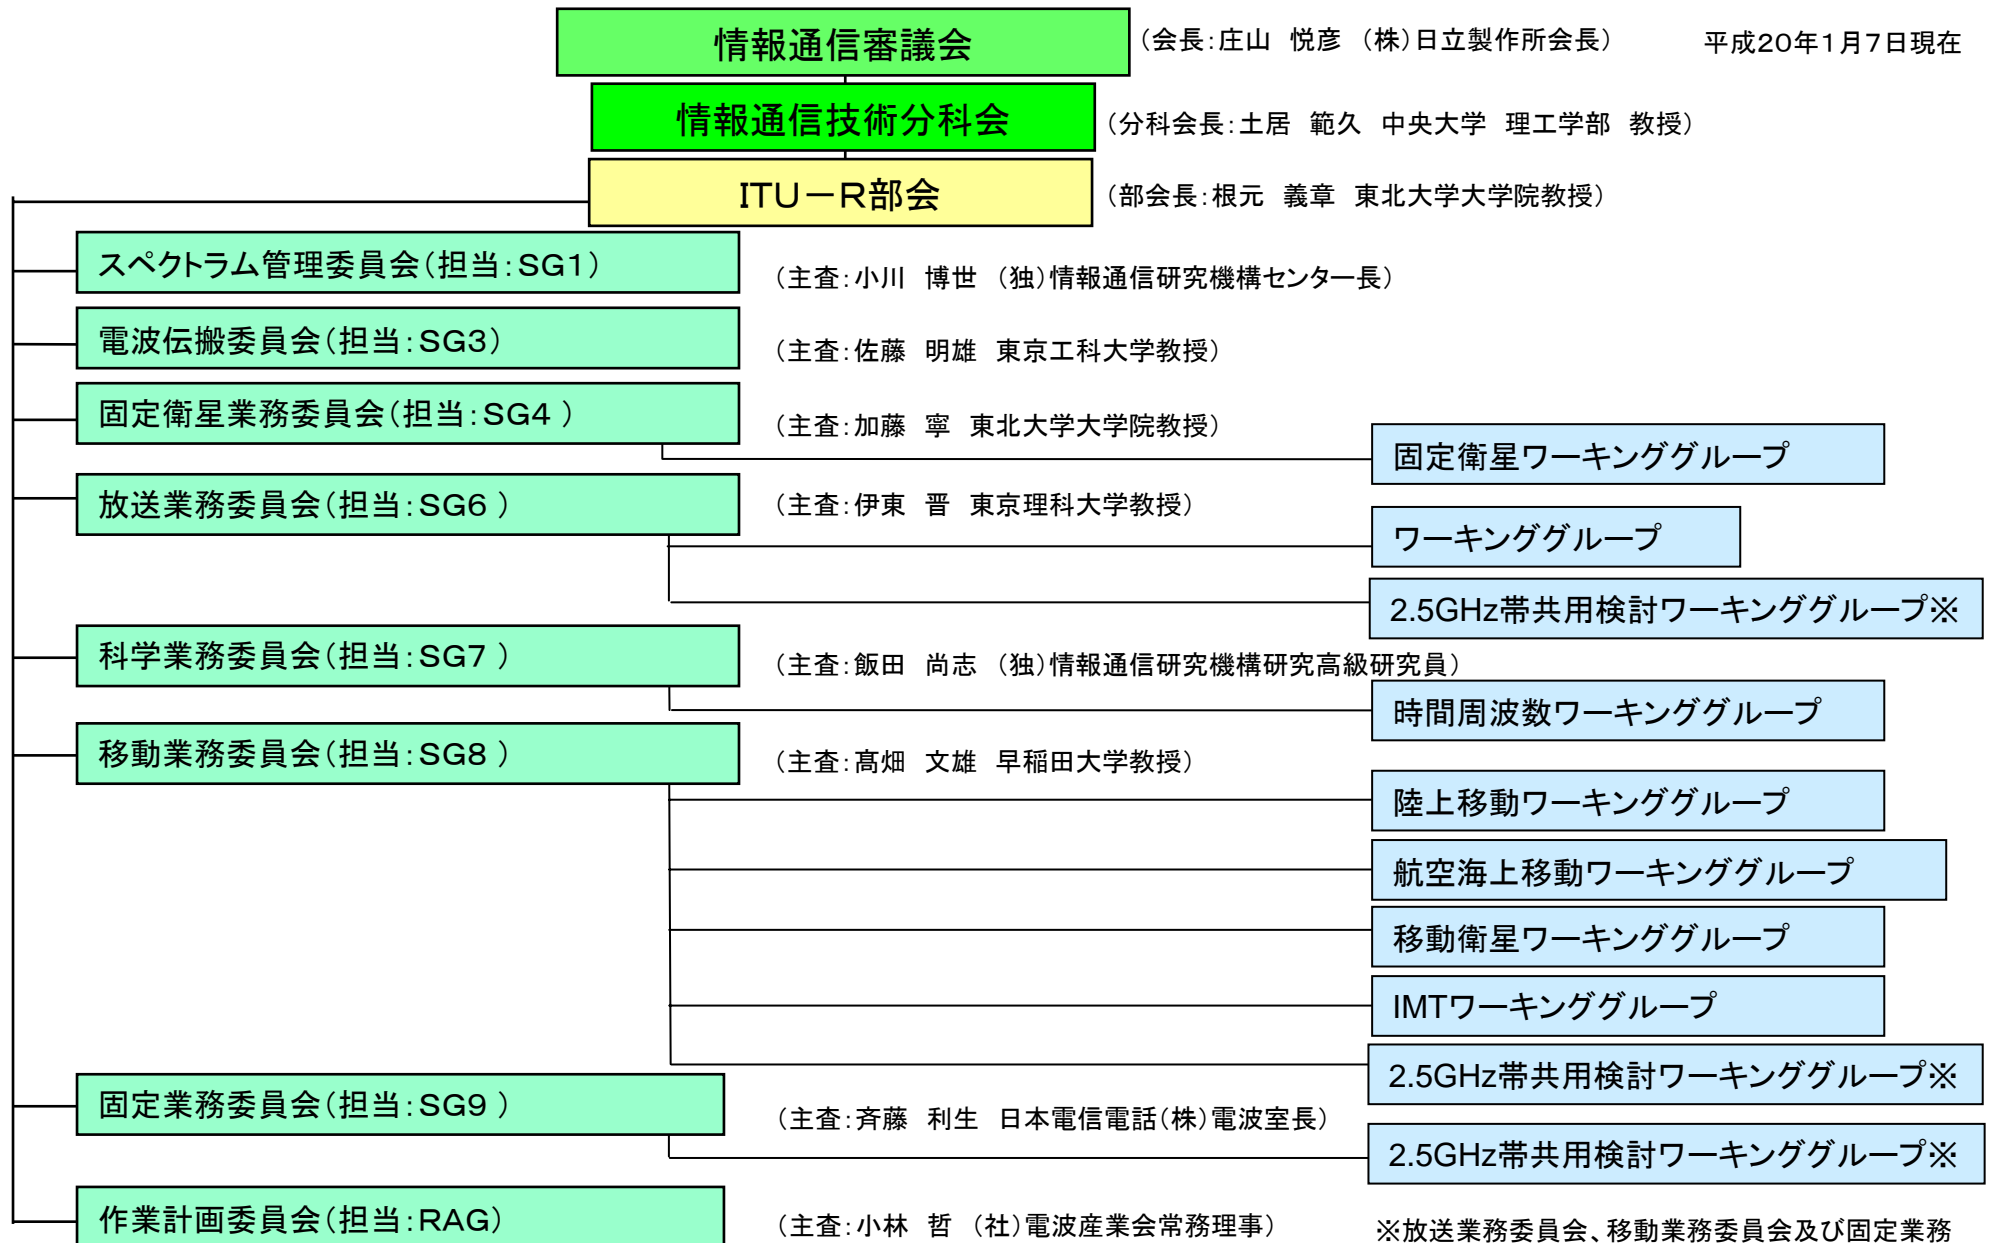 情報通信審議会 （会長：庄山　悦彦　（株）日立製作所会長） 平成２０年１月７日現在
情報通信技術分科会 （分科会長：土居　範久　中央大学　理工学部　教授）
ＩＴＵ－Ｒ部会 （部会長：根元　義章　東北大学大学院教授）
スペクトラム管理委員会（担当：ＳＧ１） （主査：小川　博世　（独）情報通信研究機構センター長）
電波伝搬委員会（担当：ＳＧ３） （主査：佐藤　明雄　東京工科大学教授）
固定衛星業務委員会（担当：ＳＧ４ ） （主査：加藤　寧　東北大学大学院教授）
固定衛星ワーキンググループ
放送業務委員会（担当：ＳＧ６ ） （主査：伊東　晋　東京理科大学教授）
ワーキンググループ
2.5GHz帯共用検討ワーキンググループ※
科学業務委員会（担当：ＳＧ７ ） （主査：飯田　尚志　（独）情報通信研究機構研究高級研究員）
時間周波数ワーキンググループ
移動業務委員会（担当：ＳＧ８ ） （主査：髙畑　文雄　早稲田大学教授）
陸上移動ワーキンググループ
航空海上移動ワーキンググループ
移動衛星ワーキンググループ
IMTワーキンググループ
2.5GHz帯共用検討ワーキンググループ※
固定業務委員会（担当：ＳＧ９ ） （主査：斉藤　利生　日本電信電話（株）電波室長）
2.5GHz帯共用検討ワーキンググループ※
作業計画委員会（担当：ＲＡＧ） （主査：小林　哲　（社）電波産業会常務理事）
※放送業務委員会、移動業務委員会及び固定業務